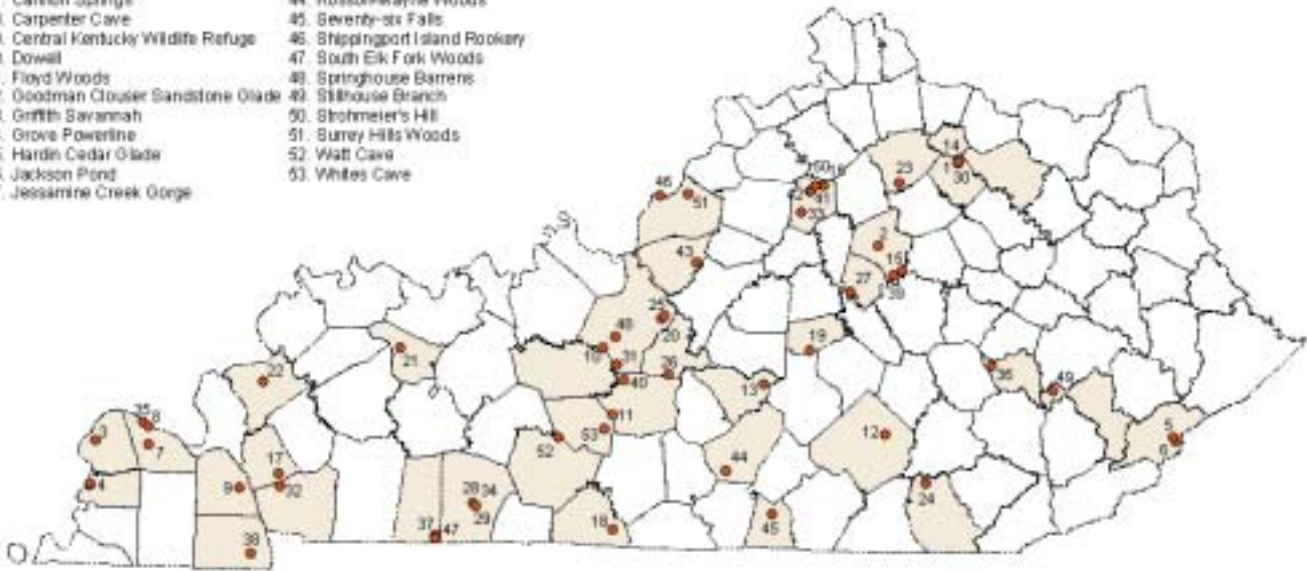 Cannon Springs
Carpenter Cave
Central Kentucky Wildlife Refuge
Dowell
Floyd Woods
Goodman Clouser Sandstone Glade
Griffith Savannah
Grove Powerline
Hardin Cedar Glade
Jackson Pond
Jessamine Creek Gorge
44. Woods
45. Seventy-six Falls
46. Shippingport Island Rookery
47. South Elk Fork Woods
48. Springhouse Barrens
49. Stillhouse Branch
50. Strohmeier's Hill
51. Surrey Hills Woods
52. Watt Cave
53. Whites Cave
14
1
30
23
50
41
33
46
51
2
43
15
39
27
25
20
48
10
31
26
40
19
21
22
13
36
49
35
8
3
7
11
53
52
12
5
6
17
32
9
4
44
28
34
29
24
37
47
18
45
38